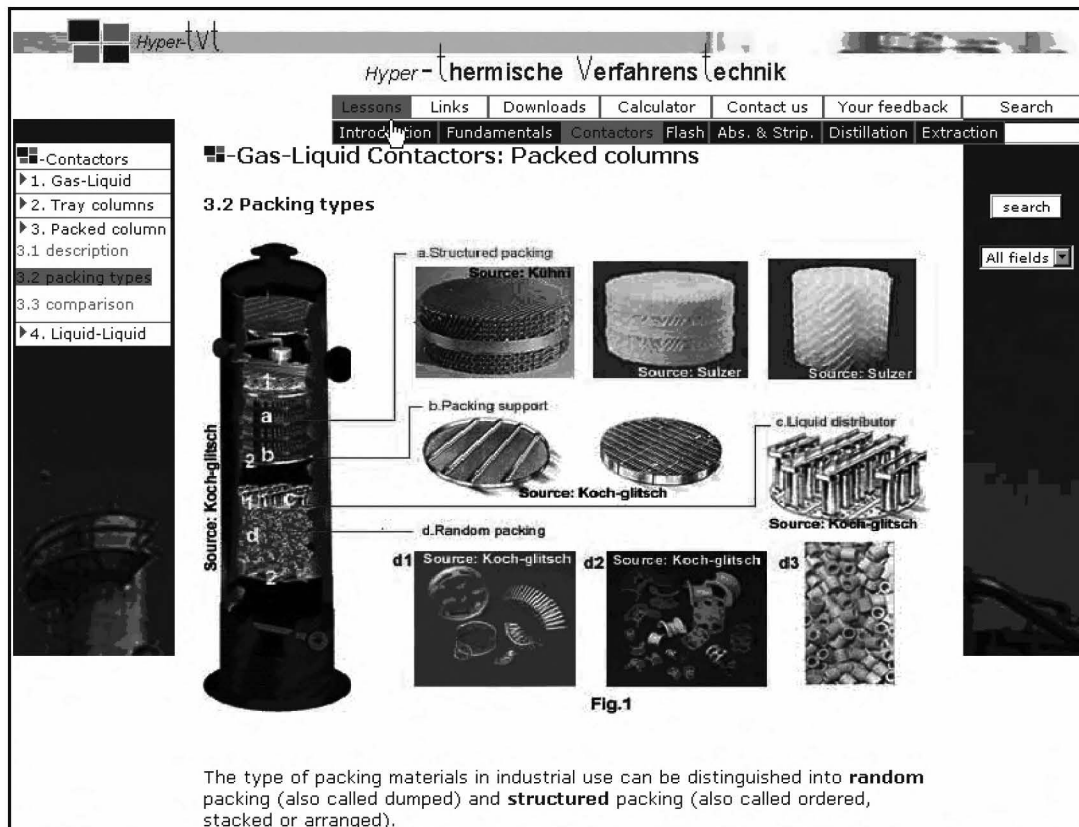 Hyper-tVt
Hyper-thermische Verfahrenstechnik
Lessons Links Downloads Calculator Contact us Your feedback Search
Introduction Fundamentals Contactors Flash Abs. & Strip. Distillation Extraction
-Contactors
1. Gas-Liquid
2. Tray columns
3. Packed column
3.1 description
3.2 packing types
3.3 comparison
4. Liquid-Liquid
-Gas-Liquid Contactors: Packed columns
3.2 Packing types
search
All fields
a.Structured packing
Source: Kühni
Source: Sulzer
Source: Sulzer
b.Packing support
Source: Koch-glitsch
c.Liquid distributor
Source: Koch-glitsch
d.Random packing
d1 Source: Koch-glitsch
d2 Source: Koch-glitsch
d3
Source: Koch-glitsch
1
a
b
2
1 c
d
2
Fig.1
The type of packing materials in industrial use can be distinguished into random
packing (also called dumped) and structured packing (also called ordered,
stacked or arranged).